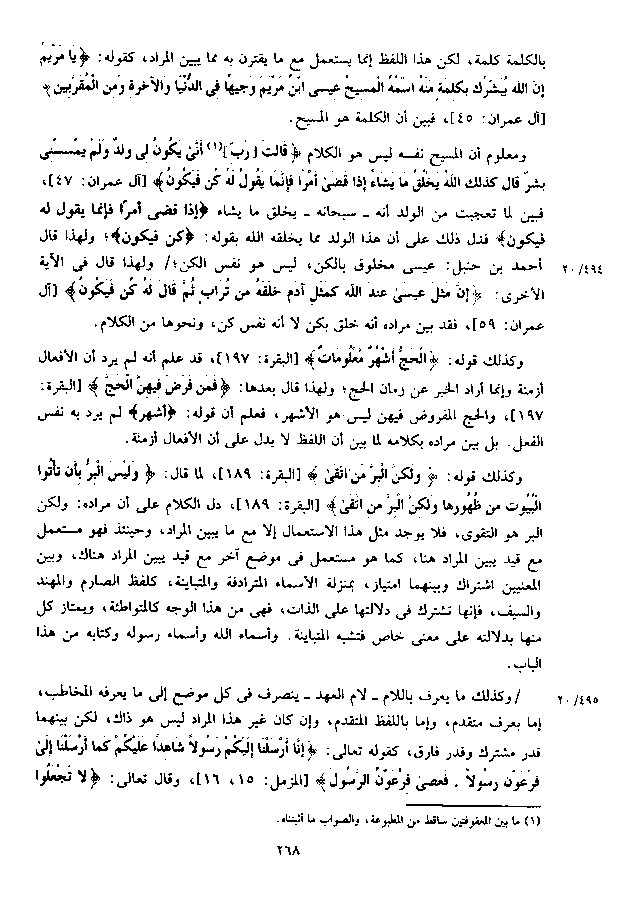 بالكلمة كلمة، لكن هذا اللفظ إنما يستعمل مع ما يقترن به مما يبين المراد، كقوله: ﴿يَا مَرْيَمُ
إِنَّ اللَّهَ يُبَشِّرُكِ بِكَلِمَةٍ مِّنْهُ اسْمُهُ الْمَسِيحُ عِيسَى ابْنُ مَرْيَمَ وَجِيهًا فِي الدُّنْيَا وَالآخِرَةِ وَمِنَ الْمُقَرَّبِينَ﴾
[آل عمران: ٤٥]، فبين أن الكلمة هو المسيح.
ومعلوم أن المسيح نفسه ليس هو الكلام ﴿قَالَتْ [رَبِّ](١) أَنَّىٰ يَكُونُ لِي وَلَدٌ وَلَمْ يَمْسَسْنِي
بَشَرٌ قَالَ كَذَلِكِ اللَّهُ يَخْلُقُ مَا يَشَاءُ إِذَا قَضَىٰ أَمْرًا فَإِنَّمَا يَقُولُ لَهُ كُن فَيَكُونُ﴾ [آل عمران: ٤٧]،
فبين لما تعجبت من الولد أنه ـ سبحانه ـ يخلق ما يشاء ﴿إِذَا قَضَى أَمْرًا فَإِنَّمَا يَقُولُ لَهُ
كُن فَيَكُونُ﴾ فدل ذلك على أن هذا الولد مما يخلقه الله بقوله: ﴿كُن فَيَكُونُ﴾؛ ولهذا قال
أحمد بن حنبل: عيسى مخلوق بالكن، ليس هو نفس الكن؛/ ولهذا قال في الآية
٢٠/٤٩٤
الأخرى: ﴿إِنَّ مَثَلَ عِيسَىٰ عِندَ اللَّهِ كَمَثَلِ آدَمَ خَلَقَهُ مِن تُرَابٍ ثُمَّ قَالَ لَهُ كُن فَيَكُونُ﴾ [آل
عمران: ٥٩]، فقد بين مراده أنه خلق بكن لا أنه نفس كن، ونحوها من الكلام.
وكذلك قوله: ﴿الْحَجُّ أَشْهُرٌ مَّعْلُومَاتٌ﴾ [البقرة: ١٩٧]، قد علم أنه لم يرد أن الأفعال
أزمنة وإنما أراد الخبر عن زمان الحج؛ ولهذا قال بعدها: ﴿فَمَن فَرَضَ فِيهِنَّ الْحَجَّ﴾ [البقرة:
١٩٧]، والحج المفروض فيهن ليس هو الأشهر، فعلم أن قوله: ﴿أَشْهُرٌ﴾ لم يرد به نفس
الفعل. بل بين مراده بكلامه لما بين أن اللفظ لا يدل على أن الأفعال أزمنة.
وكذلك قوله: ﴿وَلَكِنَّ الْبِرَّ مَنِ اتَّقَىٰ﴾ [البقرة: ١٨٩]، لما قال: ﴿وَلَيْسَ الْبِرُّ بِأَن تَأْتُوا
الْبُيُوتَ مِن ظُهُورِهَا وَلَكِنَّ الْبِرَّ مَنِ اتَّقَىٰ﴾ [البقرة: ١٨٩]، دل الكلام على أن مراده: ولكن
البر هو التقوى، فلا يوجد مثل هذا الاستعمال إلا مع ما يبين المراد، وحينئذ فهو مستعمل
مع قيد يبين المراد هنا، كما هو مستعمل في موضع آخر مع قيد يبين المراد هناك، وبين
المعنيين اشتراك وبينهما امتياز، بمنزلة الأسماء المترادفة والمتباينة، كلفظ الصارم والمهند
والسيف، فإنها تشترك في دلالتها على الذات، فهي من هذا الوجه كالمتواطئة، ويمتاز كل
منها بدلالته على معنى خاص فتشبه المتباينة. وأسماء الله وأسماء رسوله وكتابه من هذا
الباب.
/ وكذلك ما يعرف باللام ـ لام العهد ـ ينصرف في كل موضع إلى ما يعرفه المخاطب،
٢٠/٤٩٥
إما بعرف متقدم، وإما باللفظ المتقدم، وإن كان غير هذا المراد ليس هو ذاك، لكن بينهما
قدر مشترك وقدر فارق، كقوله تعالى: ﴿إِنَّا أَرْسَلْنَا إِلَيْكُمْ رَسُولاً شَاهِدًا عَلَيْكُمْ كَمَا أَرْسَلْنَا إِلَىٰ
فِرْعَوْنَ رَسُولاً . فَعَصَىٰ فِرْعَوْنُ الرَّسُولَ﴾ [المزمل: ١٥، ١٦]، وقال تعالى: ﴿لا تَجْعَلُوا
(١) ما بين المعقوفتين ساقط من المطبوعة، والصواب ما أثبتناه.
٢٦٨